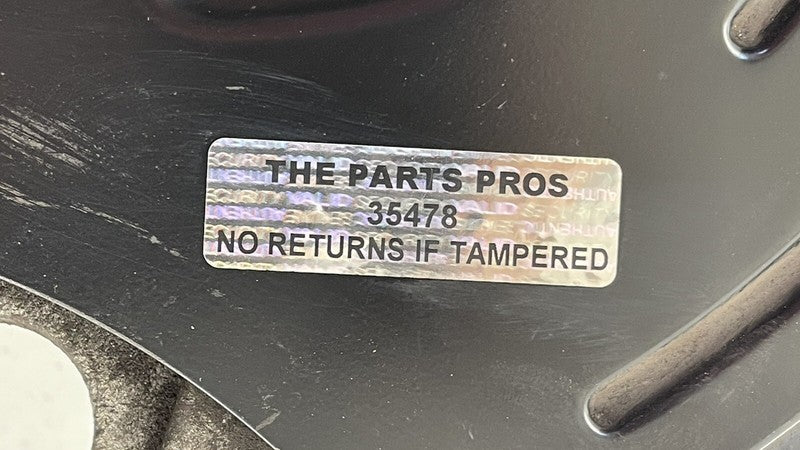 THE PARTS PROS
35478
NO RETURNS IF TAMPERED